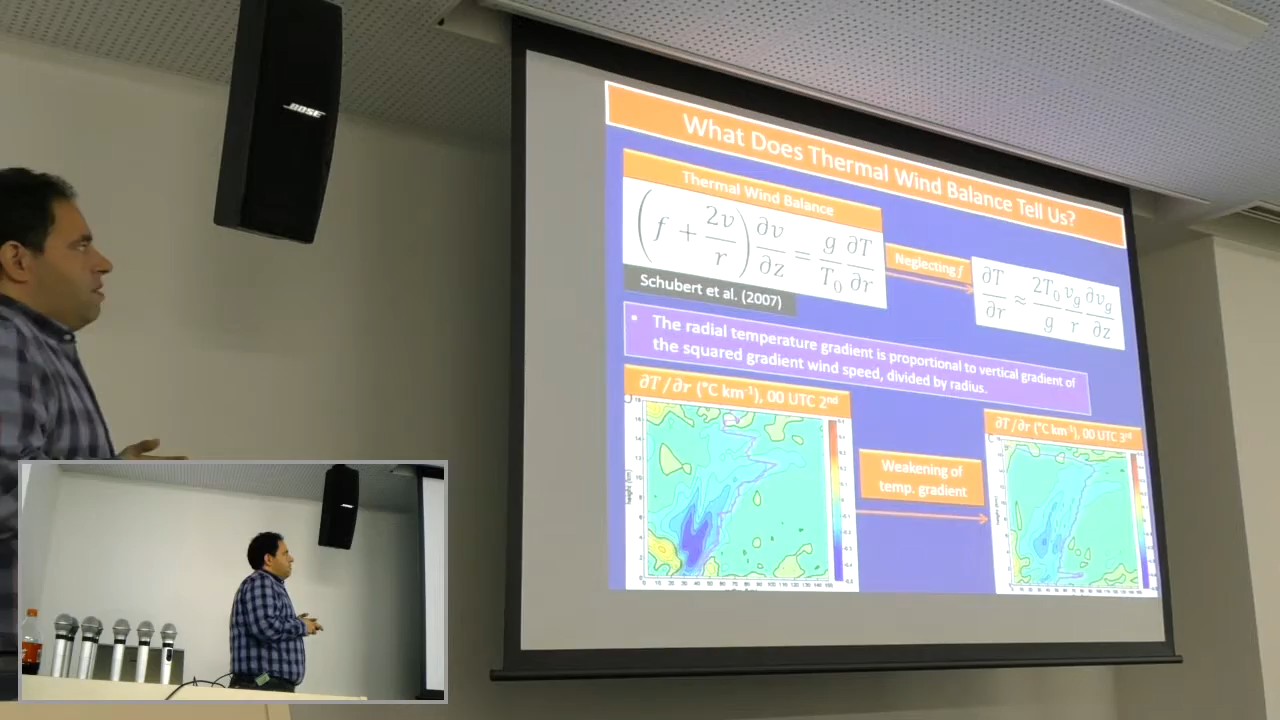 BOSE
What Does Thermal Wind Balance Tell Us?
Thermal Wind Balance
(f + 2v/r) ∂v/∂z = g/T₀ ∂T/∂r
Neglecting f
∂T/∂r ≈ 2T₀/g v_g/r ∂v_g/∂z
Schubert et al. (2007)
• The radial temperature gradient is proportional to vertical gradient of
the squared gradient wind speed, divided by radius.
∂T/∂r (°C km⁻¹), 00 UTC 2nd
∂T/∂r (°C km⁻¹), 00 UTC 3rd
Weakening of
temp. gradient
height (km)